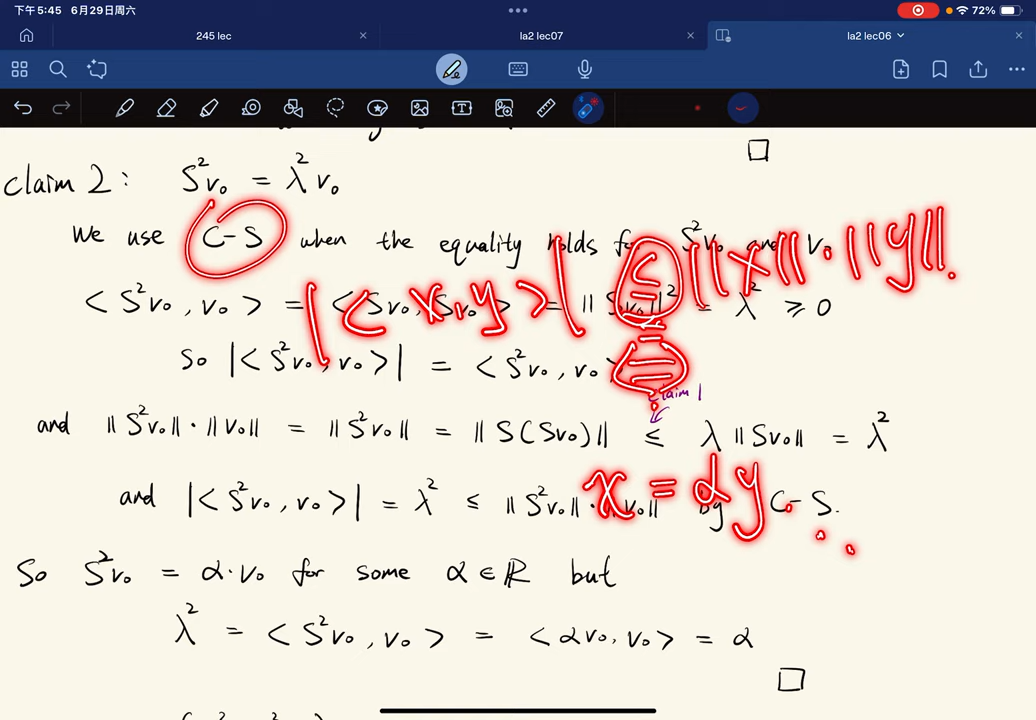 下午5:45 6月29日周六 72%
245 lec la2 lec07 la2 lec06
claim 2: S²v₀ = λ²v₀
We use C-S when the equality holds for S²v₀ and v₀
|<x,y>| ≤ ||x||·||y||.
<S²v₀, v₀> = <Sv₀, Sv₀> = ||Sv₀||² = λ² ≥ 0
So |<S²v₀, v₀>| = <S²v₀, v₀>
=
claim 1
and ||S²v₀||·||v₀|| = ||S²v₀|| = ||S(Sv₀)|| ≤ λ||Sv₀|| = λ²
x = αy
and |<S²v₀, v₀>| = λ² ≤ ||S²v₀||·||v₀|| by C-S.
So S²v₀ = α·v₀ for some α∈ℝ but
λ² = <S²v₀, v₀> = <αv₀, v₀> = α